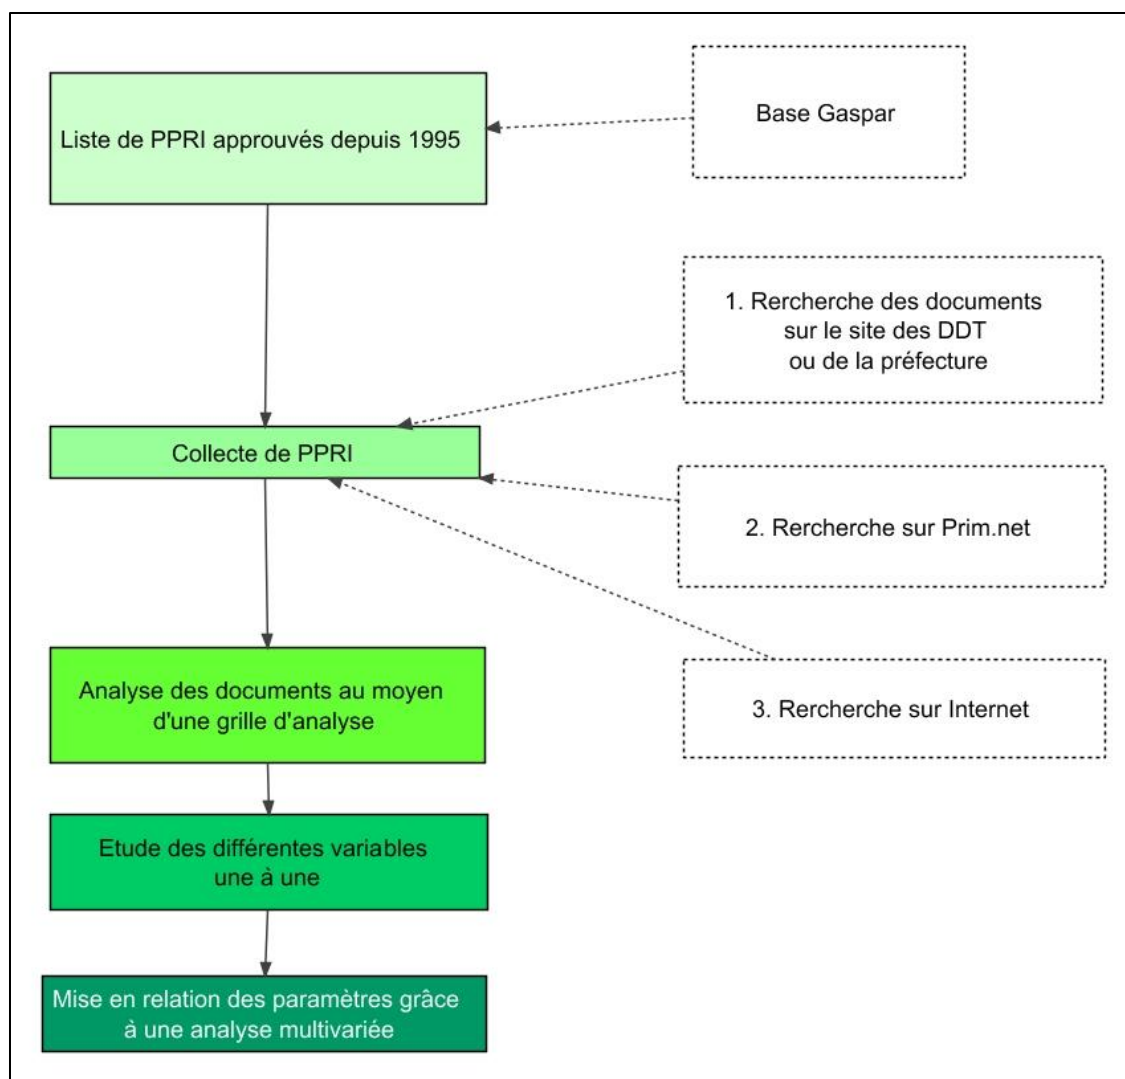 Liste de PPRI approuvés depuis 1995
Base Gaspar
1. Rercherche des documents
sur le site des DDT
ou de la préfecture
Collecte de PPRI
2. Rercherche sur Prim.net
Analyse des documents au moyen
d'une grille d'analyse
3. Rercherche sur Internet
Etude des différentes variables
une à une
Mise en relation des paramètres grâce
à une analyse multivariée